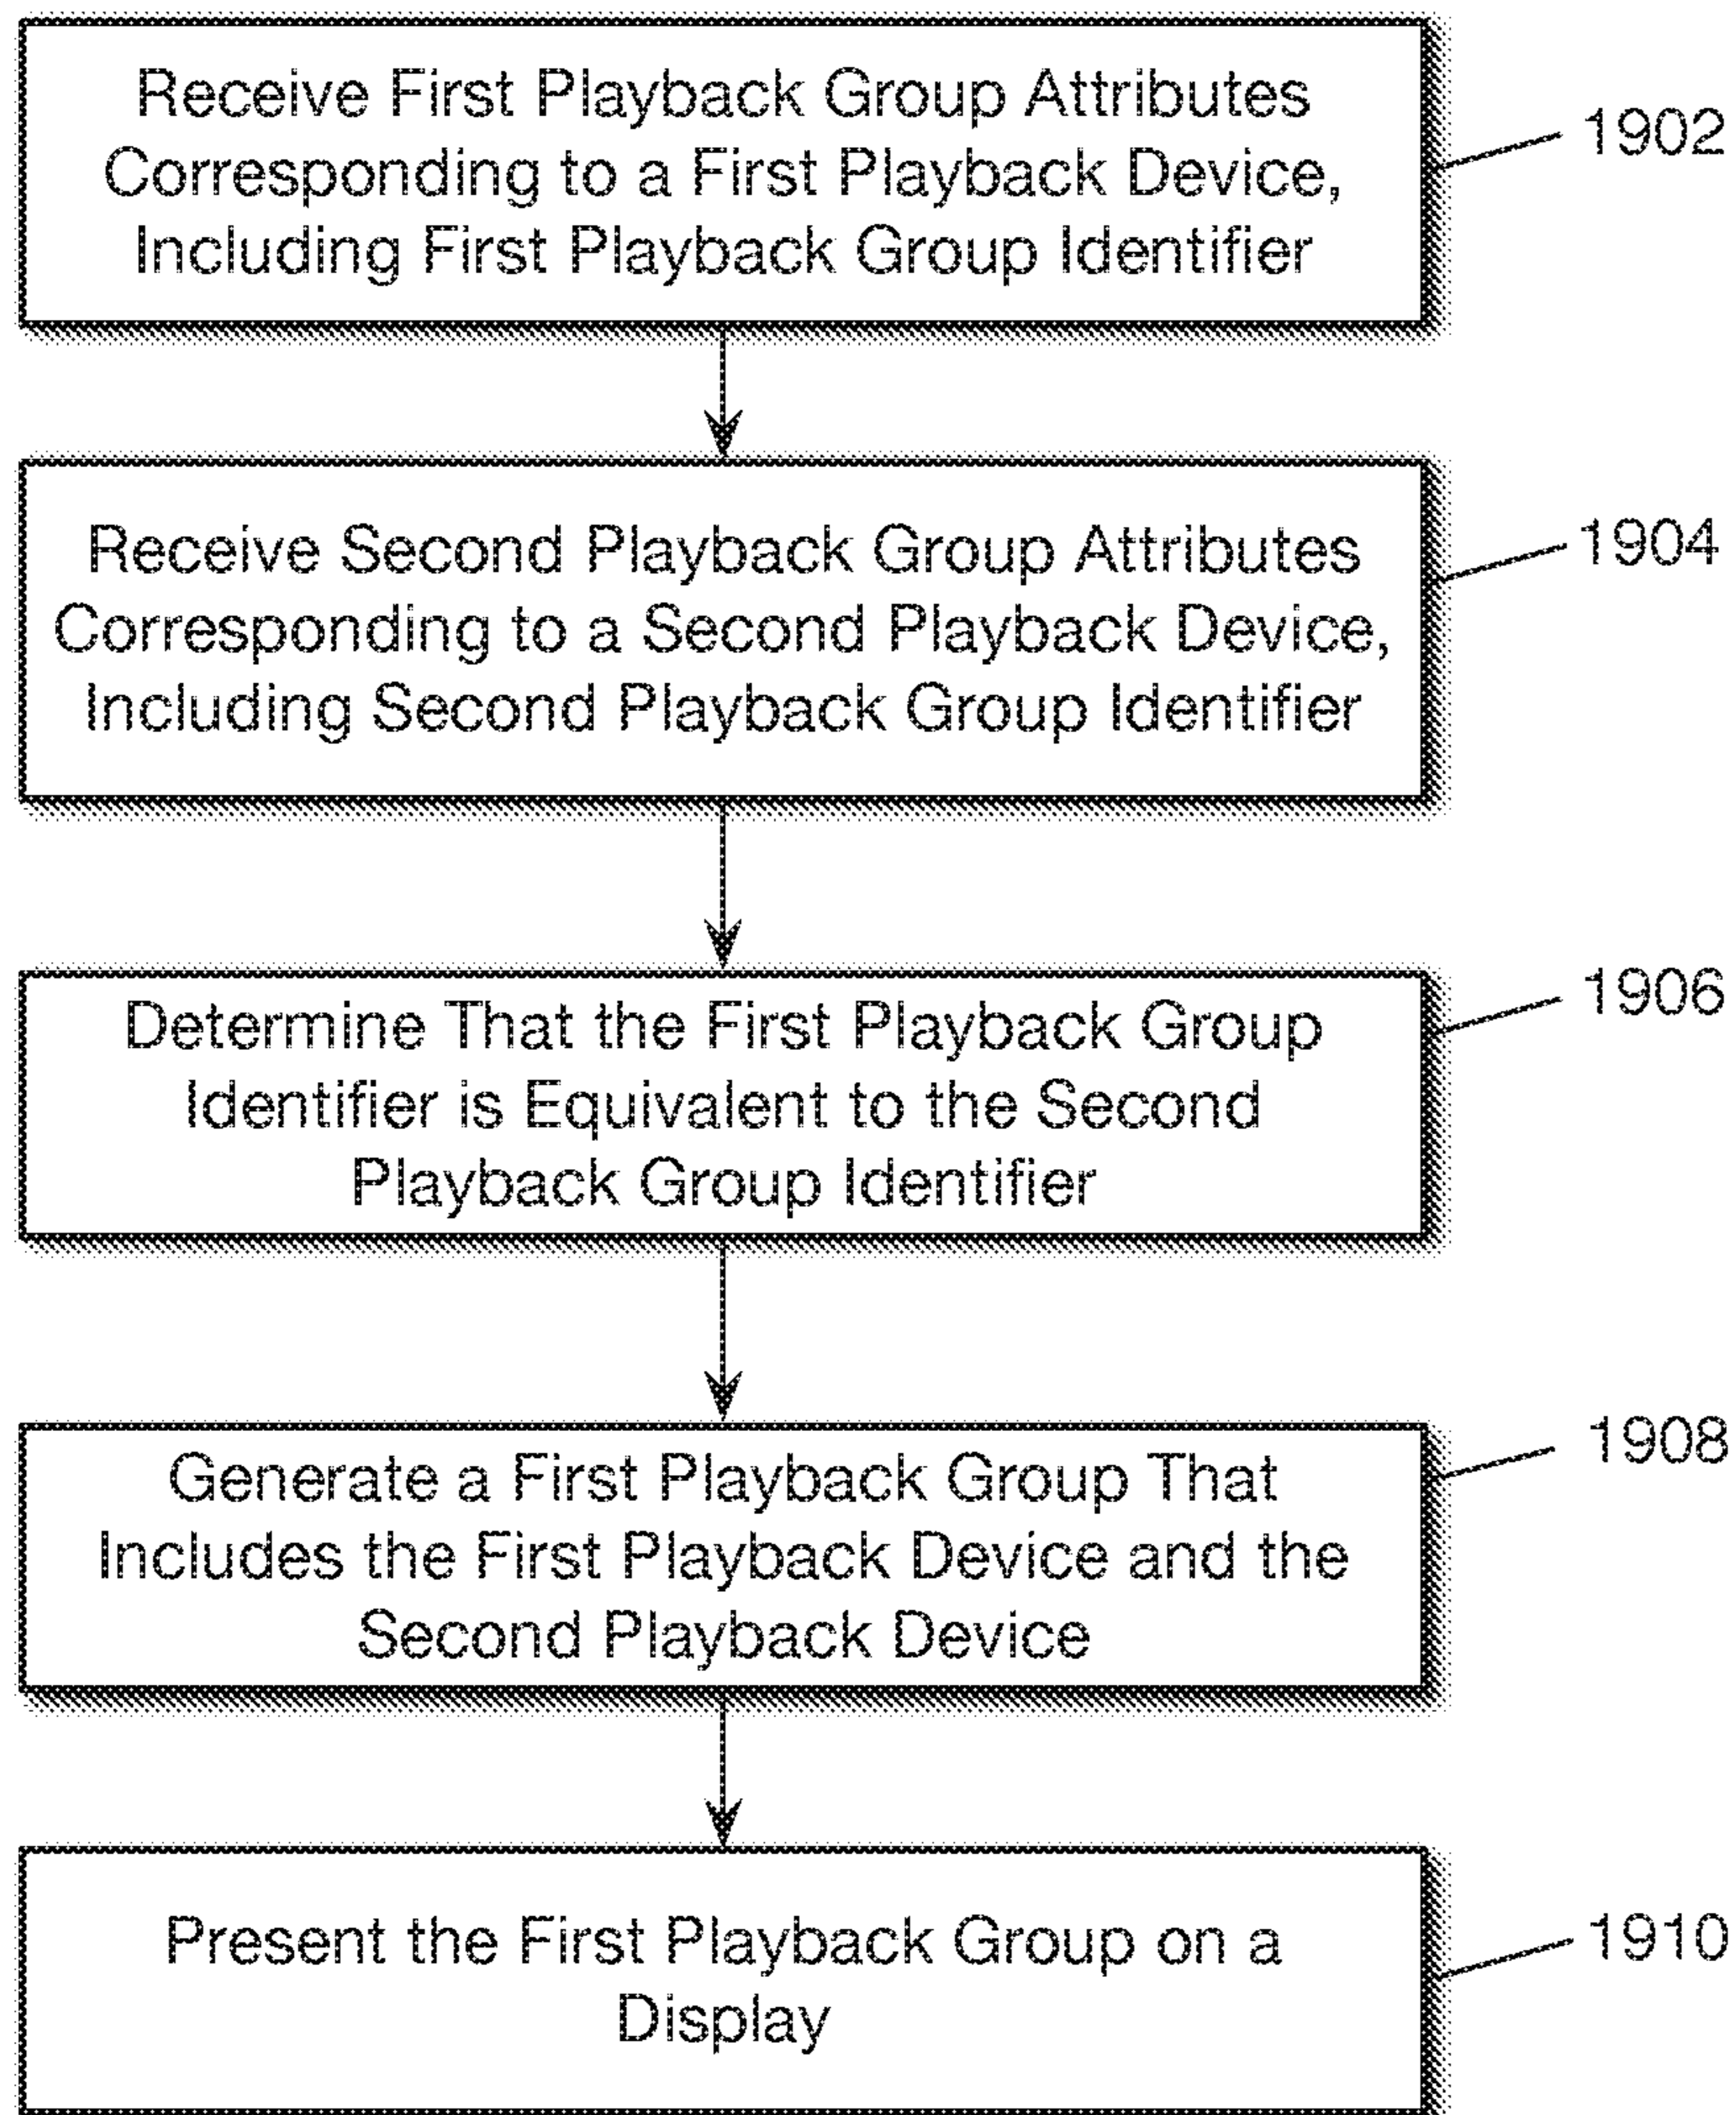 Receive First Playback Group Attributes
Corresponding to a First Playback Device,
Including First Playback Group Identifier
1902
Receive Second Playback Group Attributes
Corresponding to a Second Playback Device,
Including Second Playback Group Identifier
1904
Determine That the First Playback Group
Identifier is Equivalent to the Second
Playback Group Identifier
1906
Generate a First Playback Group That
Includes the First Playback Device and the
Second Playback Device
1908
Present the First Playback Group on a
Display
1910